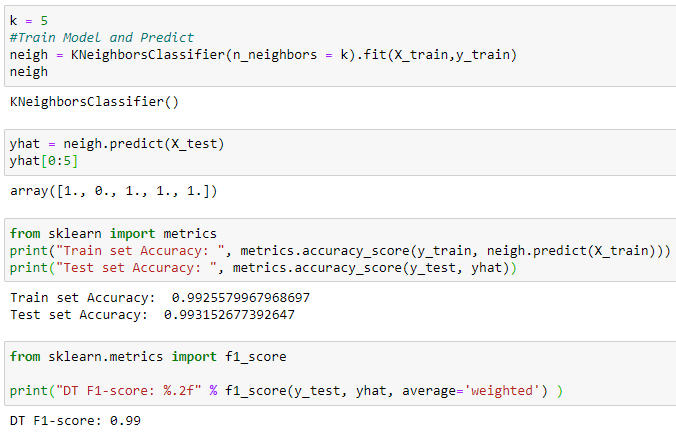 k = 5
#Train Model and Predict
neigh = KNeighborsClassifier(n_neighbors = k).fit(X_train,y_train)
neigh
KNeighborsClassifier()
yhat = neigh.predict(X_test)
yhat[0:5]
array([1., 0., 1., 1., 1.])
from sklearn import metrics
print("Train set Accuracy: ", metrics.accuracy_score(y_train, neigh.predict(X_train)))
print("Test set Accuracy: ", metrics.accuracy_score(y_test, yhat))
Train set Accuracy:  0.9925579967968697
Test set Accuracy:  0.993152677392647
from sklearn.metrics import f1_score
print("DT F1-score: %.2f" % f1_score(y_test, yhat, average='weighted') )
DT F1-score: 0.99